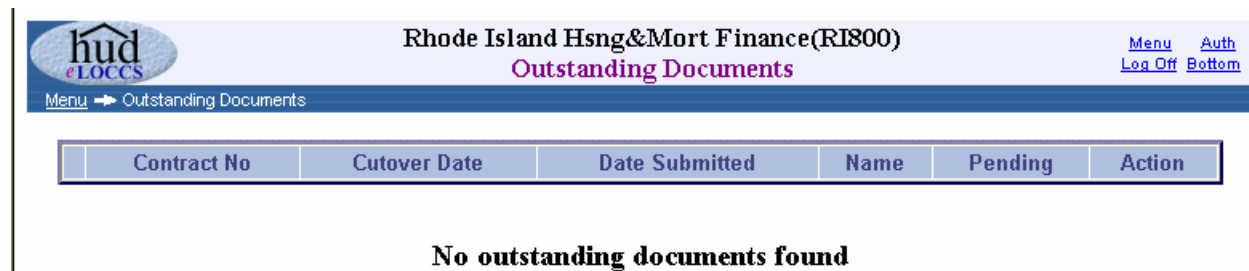 hud
eLOCCS
Rhode Island Hsng&Mort Finance(RI800)
Outstanding Documents
Menu Auth
Log Off Bottom
Menu ➔ Outstanding Documents
Contract No Cutover Date Date Submitted Name Pending Action
No outstanding documents found